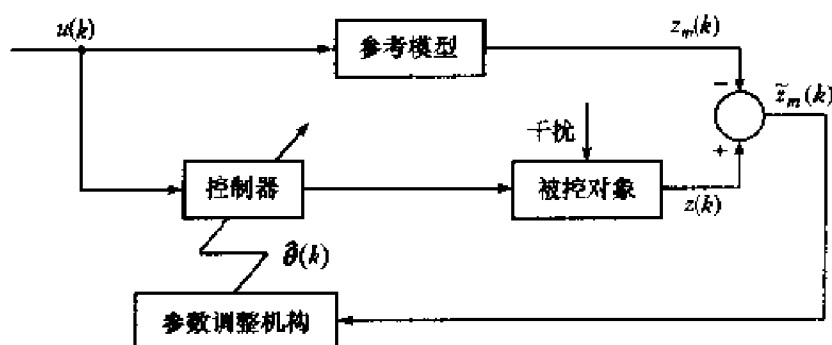 u(k)
参考模型
z_m(k)
−
z̃_m(k)
干扰
+
控制器
被控对象
z(k)
θ̂(k)
参数调整机构